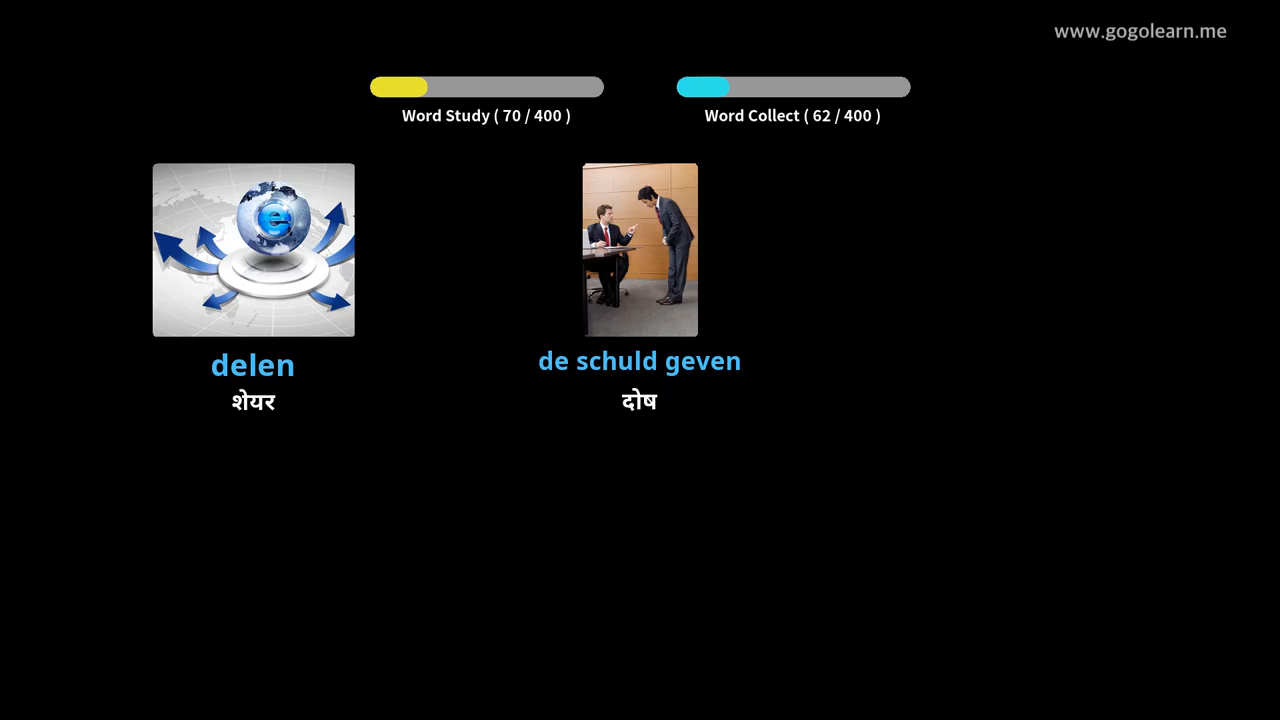 www.gogolearn.me
Word Study ( 70 / 400 )
Word Collect ( 62 / 400 )
e
delen
शेयर
de schuld geven
दोष